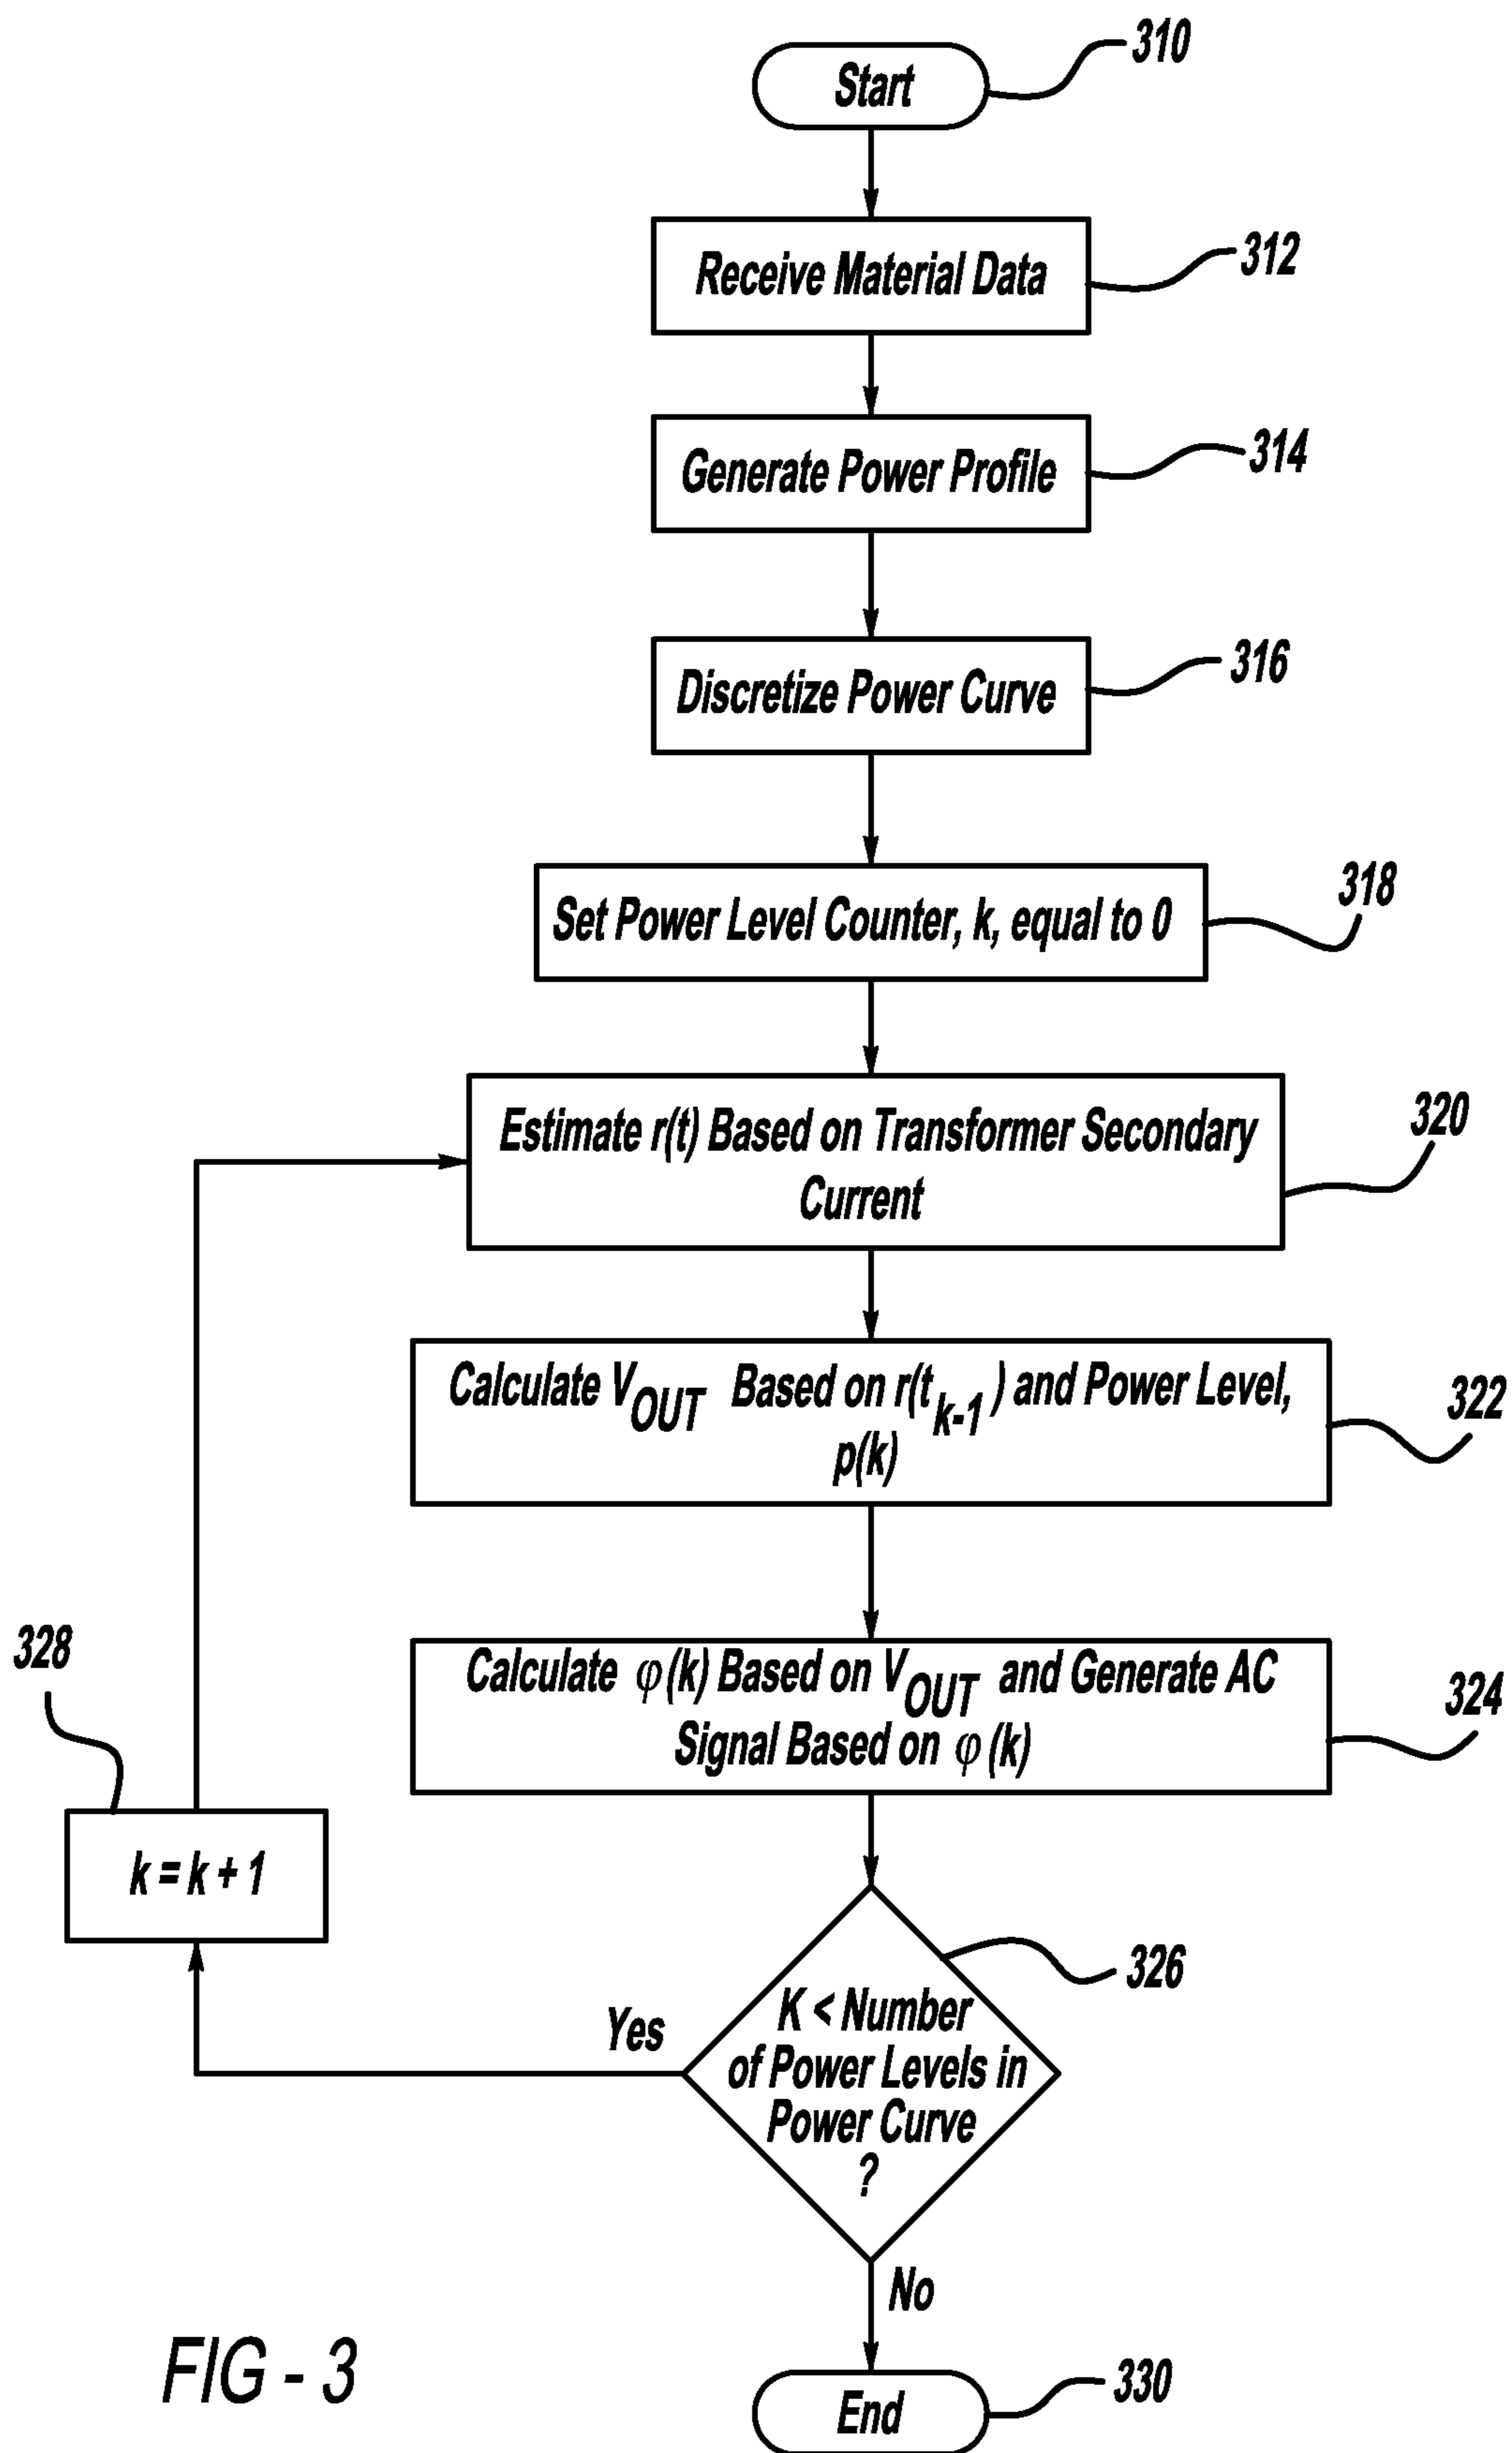 Start
310
Receive Material Data
312
Generate Power Profile
314
Discretize Power Curve
316
Set Power Level Counter, k, equal to 0
318
Estimate r(t) Based on Transformer Secondary
Current
320
Calculate V_OUT Based on r(t_k-1) and Power Level,
p(k)
322
Calculate φ(k) Based on V_OUT and Generate AC
Signal Based on φ(k)
324
328
k = k + 1
326
K < Number
of Power Levels in
Power Curve
?
Yes
No
End
330
FIG - 3